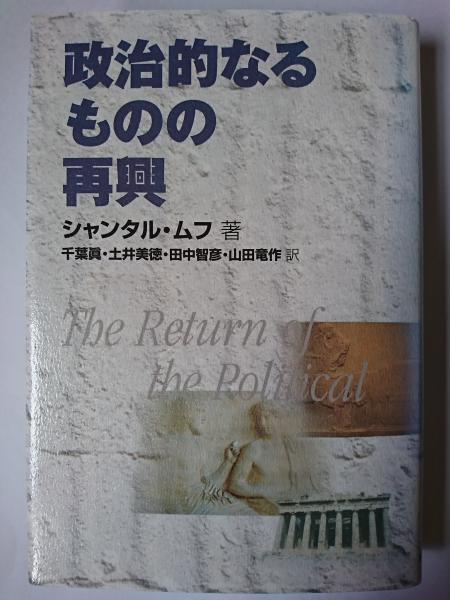 政治的なる
ものの
再興
シャンタル・ムフ 著
千葉眞・土井美徳・田中智彦・山田竜作 訳
The Return of
the Political